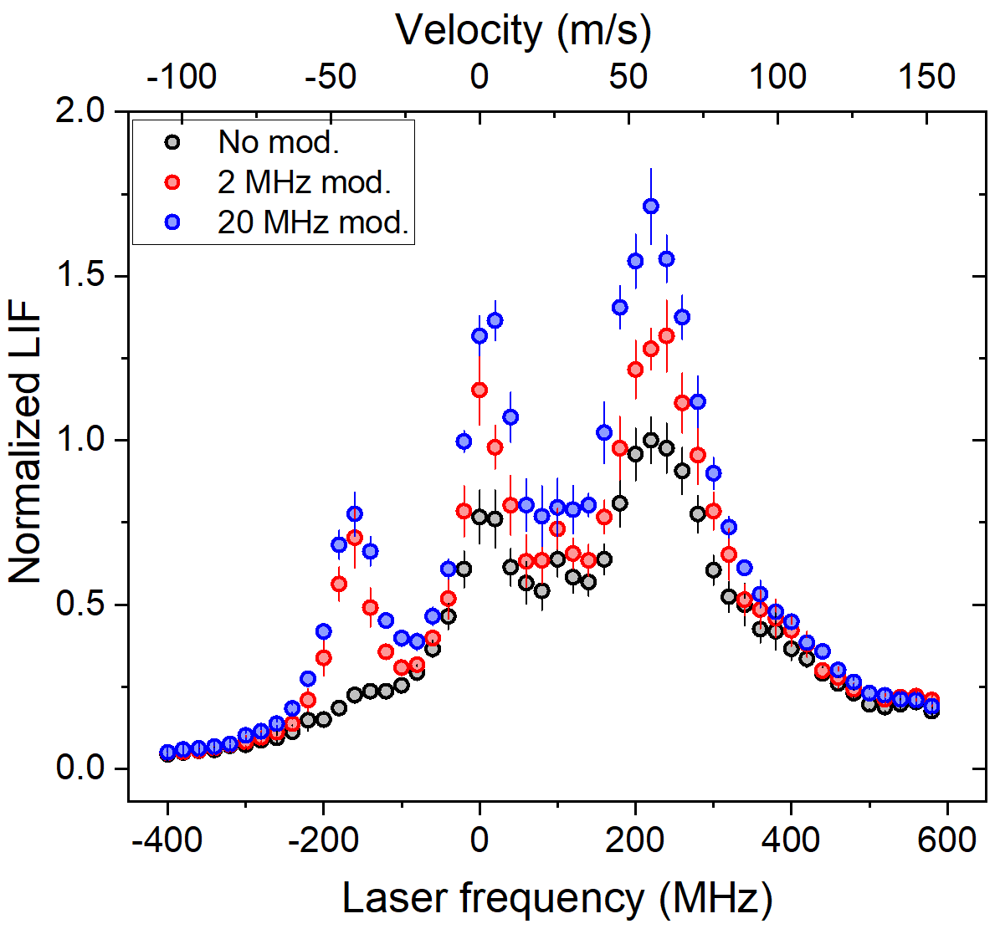 Velocity (m/s)
-100 -50 0 50 100 150
2.0
No mod.
2 MHz mod.
20 MHz mod.
1.5
1.0
0.5
0.0
Normalized LIF
-400 -200 0 200 400 600
Laser frequency (MHz)